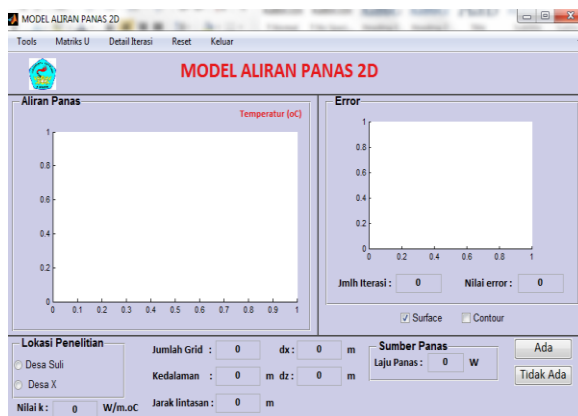 MODEL ALIRAN PANAS 2D
Tools Matriks U Detail Iterasi Reset Keluar
MODEL ALIRAN PANAS 2D
Aliran Panas
Temperatur (oC)
1
0.8
0.6
0.4
0.2
0
0 0.1 0.2 0.3 0.4 0.5 0.6 0.7 0.8 0.9 1
Error
1
0.8
0.6
0.4
0.2
0
0 0.2 0.4 0.6 0.8 1
Jmlh Iterasi : 0 Nilai error : 0
Surface Contour
Lokasi Penelitian
Desa Suli
Desa X
Nilai k : 0 W/m.oC
Jumlah Grid : 0 dx : 0 m
Kedalaman : 0 m dz : 0 m
Jarak lintasan : 0 m
Sumber Panas
Laju Panas : 0 W
Ada
Tidak Ada